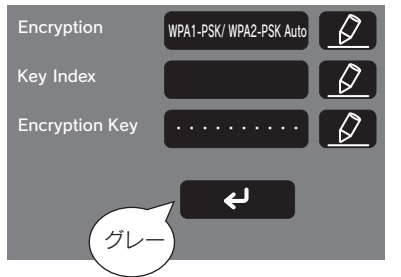 Encryption
WPA1-PSK/ WPA2-PSK Auto
Key Index
Encryption Key
· · · · · · · · · ·
グレー